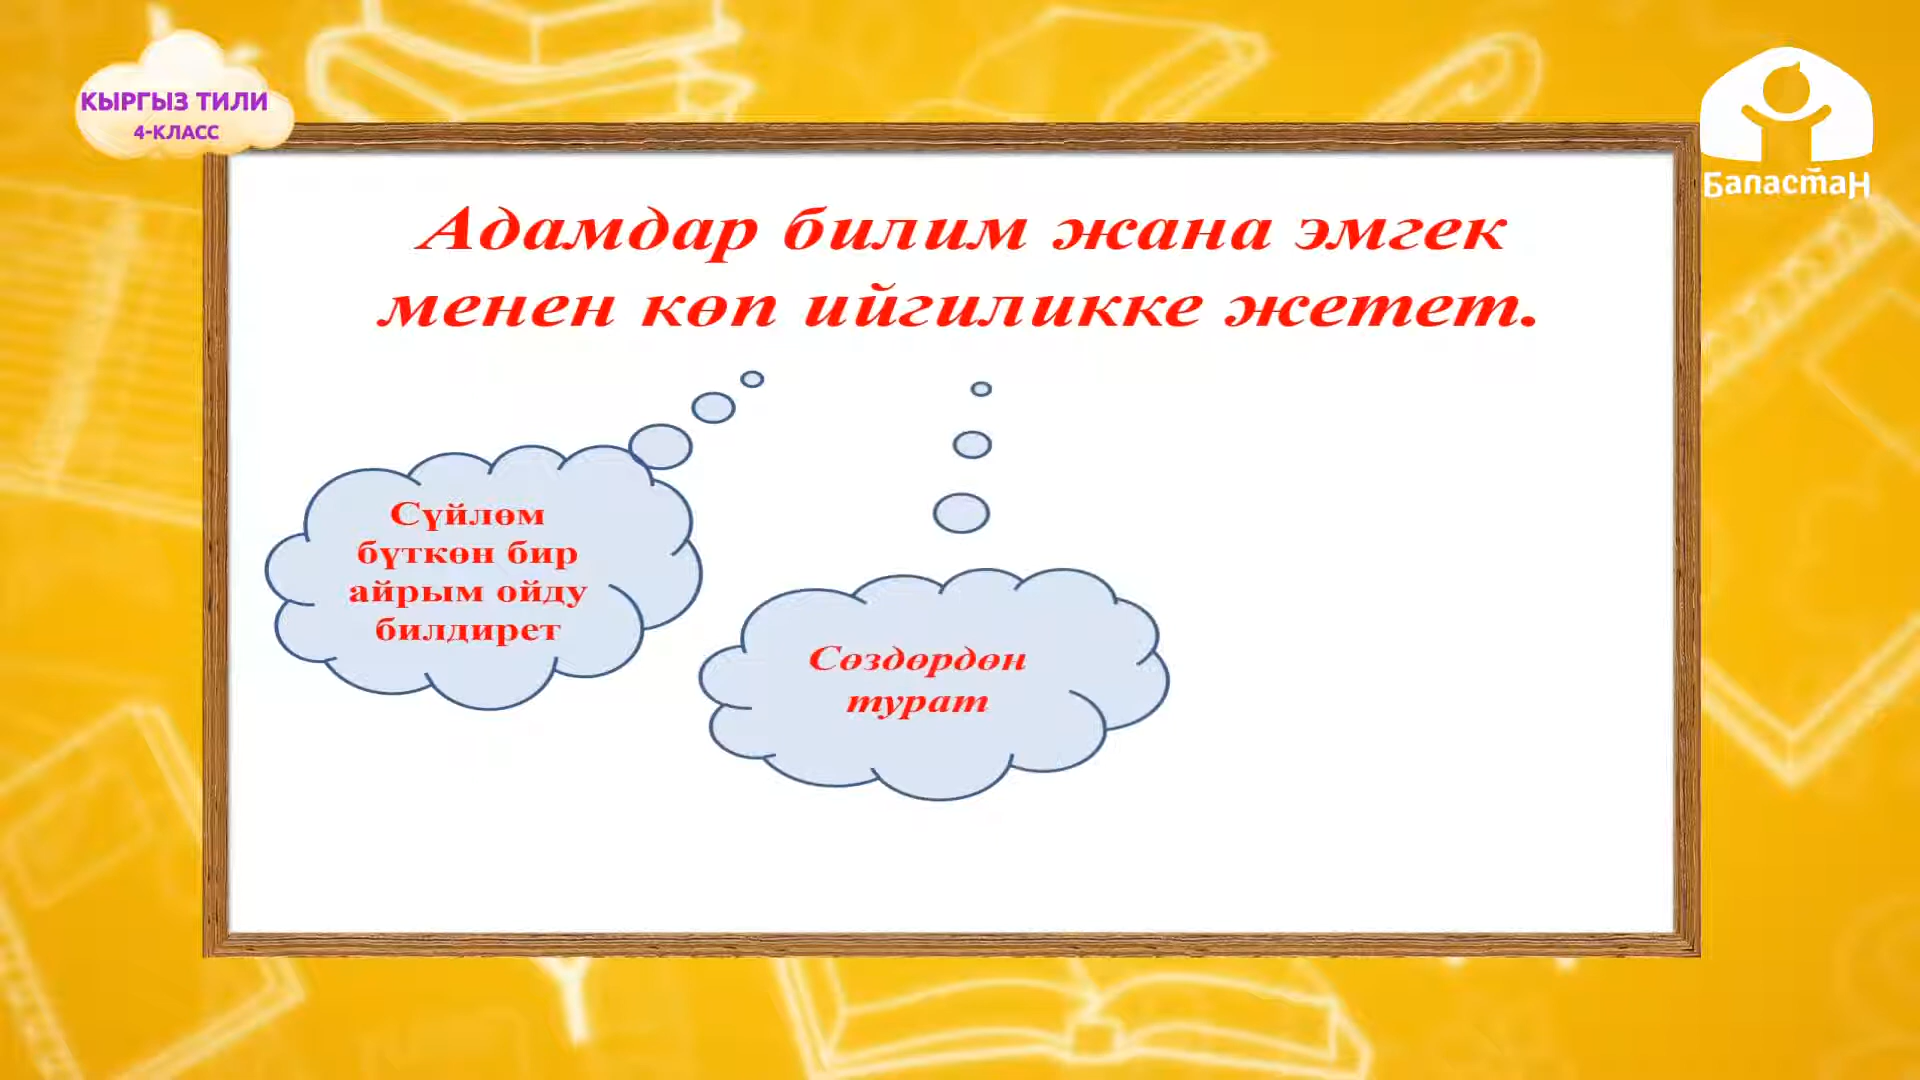 КЫРГЫЗ ТИЛИ
4-КЛАСС
Баластан
Адамдар билим жана эмгек
менен көп ийгиликке жетет.
Сүйлөм
бүткөн бир
айрым ойду
билдирет
Сөздөрдөн
турат